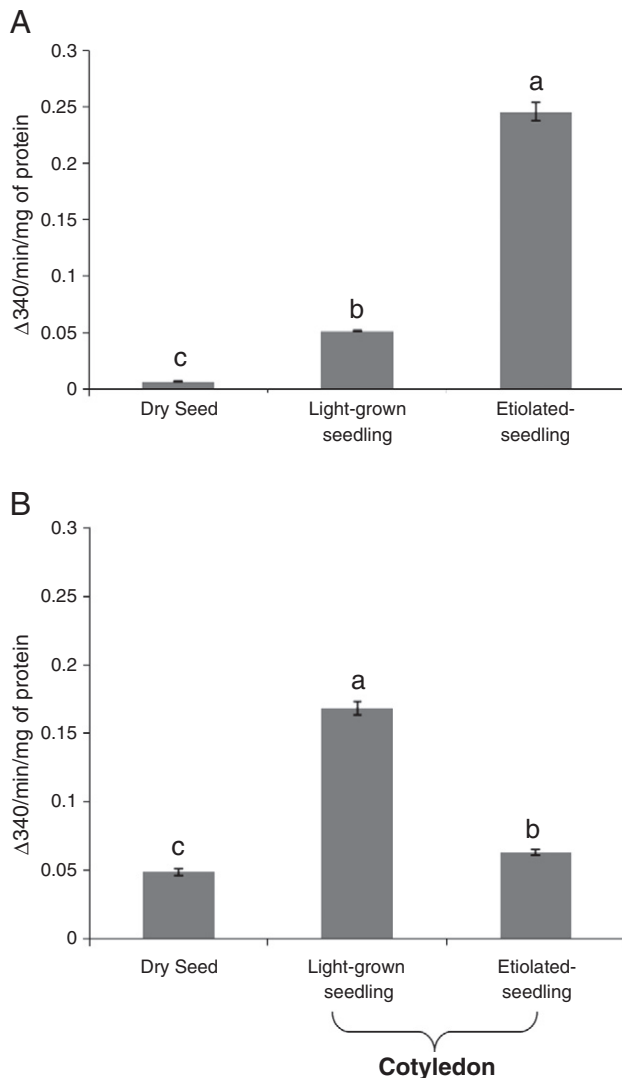 A
0.3
a
0.25
0.2
Δ340/min/mg of protein
0.15
0.1
b
0.05
c
0
Dry Seed
Light-grown
seedling
Etiolated-
seedling
B
0.3
0.25
0.2
a
Δ340/min/mg of protein
0.15
0.1
b
c
0.05
0
Dry Seed
Light-grown
seedling
Etiolated-
seedling
Cotyledon